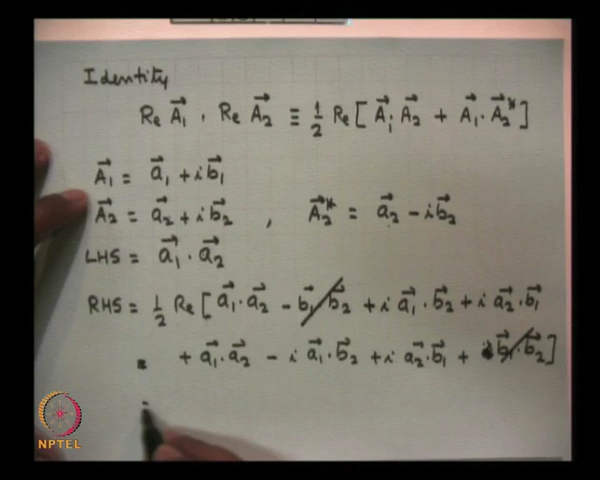 Identity
Re A⃗₁ . Re A⃗₂ ≡ ½ Re [ A⃗₁ A⃗₂ + A⃗₁ . A⃗₂* ]
A⃗₁ = a⃗₁ + i b⃗₁
A⃗₂ = a⃗₂ + i b⃗₂ , A⃗₂* = a⃗₂ - i b⃗₂
LHS = a⃗₁ . a⃗₂
RHS = ½ Re [ a⃗₁ . a⃗₂ - b⃗₁ . b⃗₂ + i a⃗₁ . b⃗₂ + i a⃗₂ . b⃗₁
+ a⃗₁ . a⃗₂ - i a⃗₁ . b⃗₂ + i a⃗₂ . b⃗₁ + b⃗₁ . b⃗₂ ]
NPTEL